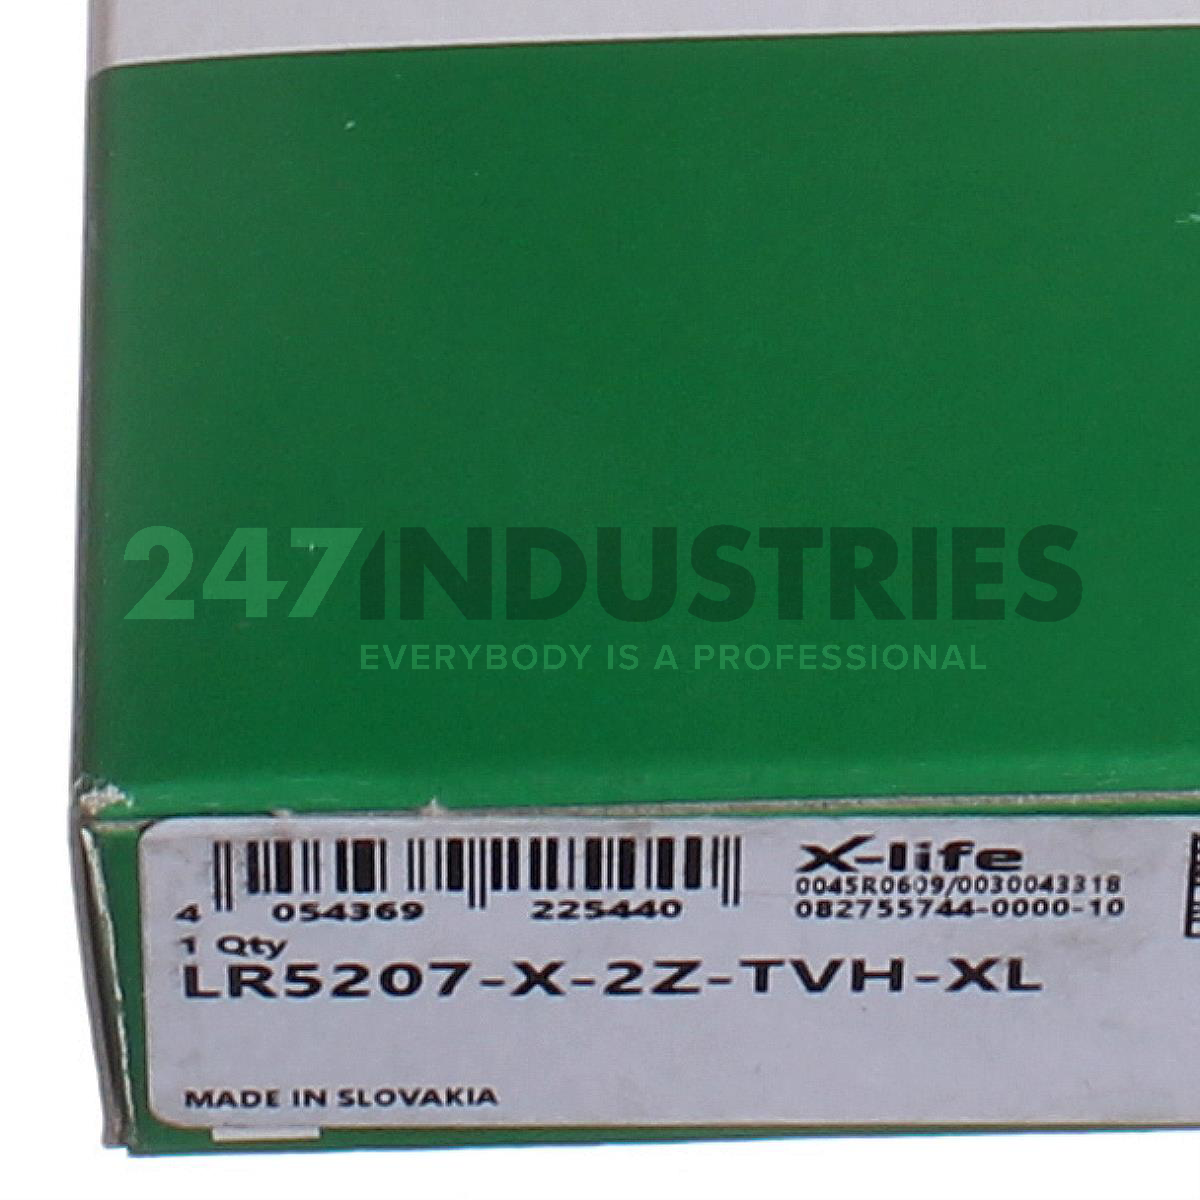 247INDUSTRIES
EVERYBODY IS A PROFESSIONAL
X-life
0045R0609/0030043318
082755744-0000-10
4 054369 225440
1 Qty
LR5207-X-2Z-TVH-XL
MADE IN SLOVAKIA